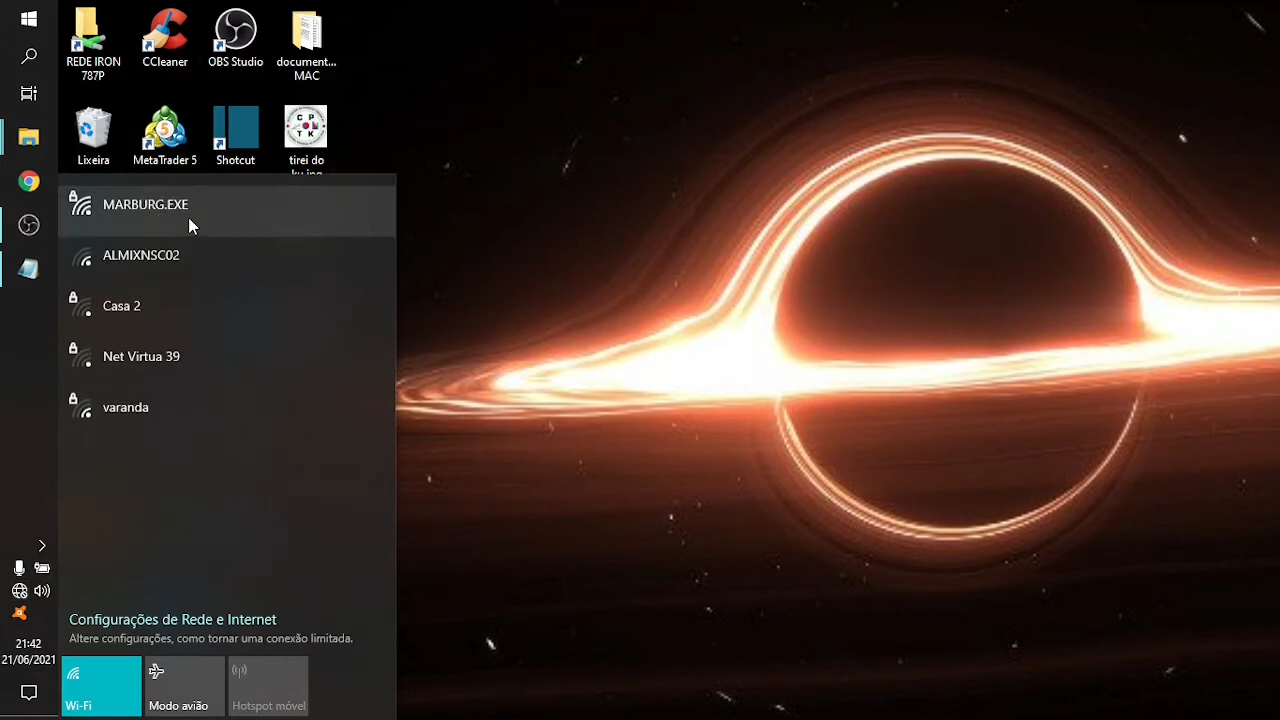 REDE IRON
787P
CCleaner
OBS Studio
document...
MAC
Lixeira
MetaTrader 5
Shotcut
C P
T K
tirei do
MARBURG.EXE
ALMIXNSC02
Casa 2
Net Virtua 39
varanda
Configurações de Rede e Internet
Altere configurações, como tornar uma conexão limitada.
21:42
21/06/2021
Wi-Fi
Modo avião
Hotspot móvel